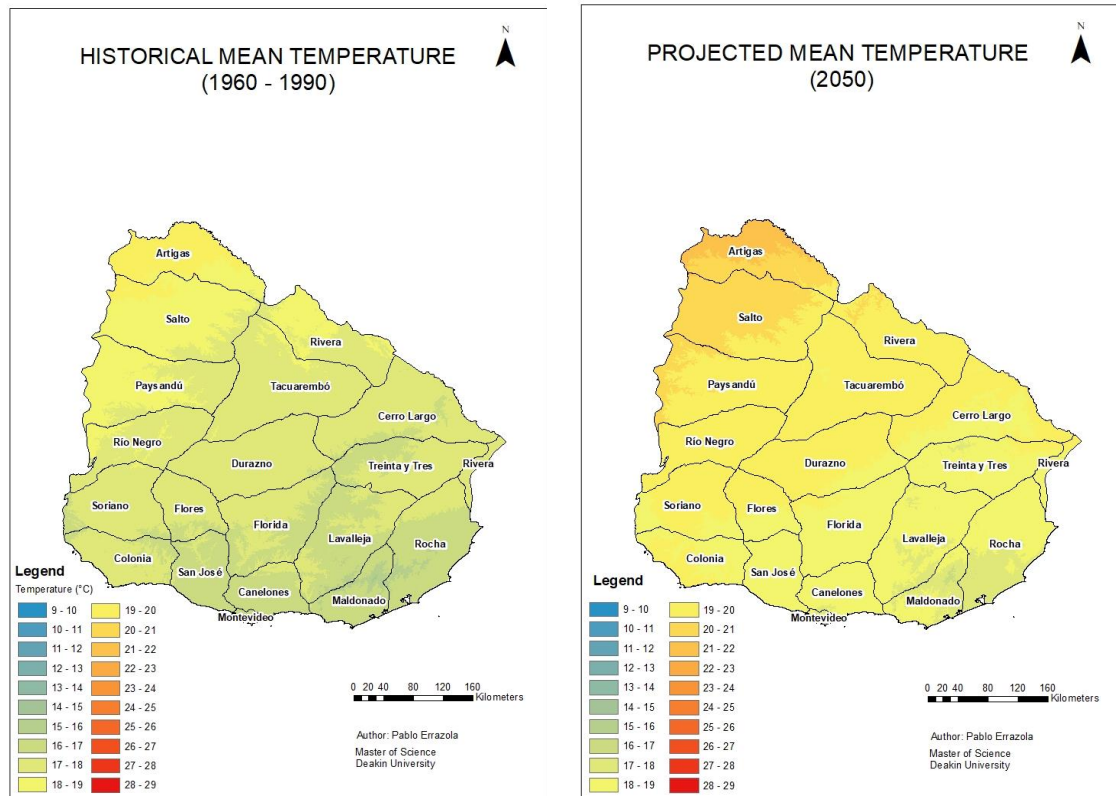 N
HISTORICAL MEAN TEMPERATURE
(1960 - 1990)
Artigas
Salto
Rivera
Paysandú
Tacuarembó
Cerro Largo
Río Negro
Durazno
Treinta y Tres
Rivera
Soriano
Flores
Florida
Lavalleja
Rocha
Colonia
San José
Canelones
Maldonado
Montevideo
Legend
Temperature (°C)
9 - 10
10 - 11
11 - 12
12 - 13
13 - 14
14 - 15
15 - 16
16 - 17
17 - 18
18 - 19
19 - 20
20 - 21
21 - 22
22 - 23
23 - 24
24 - 25
25 - 26
26 - 27
27 - 28
28 - 29
0 20 40 80 120 160
Kilometers
Author: Pablo Errazola
Master of Science
Deakin University
N
PROJECTED MEAN TEMPERATURE
(2050)
Artigas
Salto
Rivera
Paysandú
Tacuarembó
Cerro Largo
Río Negro
Durazno
Treinta y Tres
Rivera
Soriano
Flores
Florida
Lavalleja
Rocha
Colonia
San José
Canelones
Maldonado
Montevideo
Legend
9 - 10
10 - 11
11 - 12
12 - 13
13 - 14
14 - 15
15 - 16
16 - 17
17 - 18
18 - 19
19 - 20
20 - 21
21 - 22
22 - 23
23 - 24
24 - 25
25 - 26
26 - 27
27 - 28
28 - 29
0 20 40 80 120 160
Kilometers
Author: Pablo Errazola
Master of Science
Deakin University